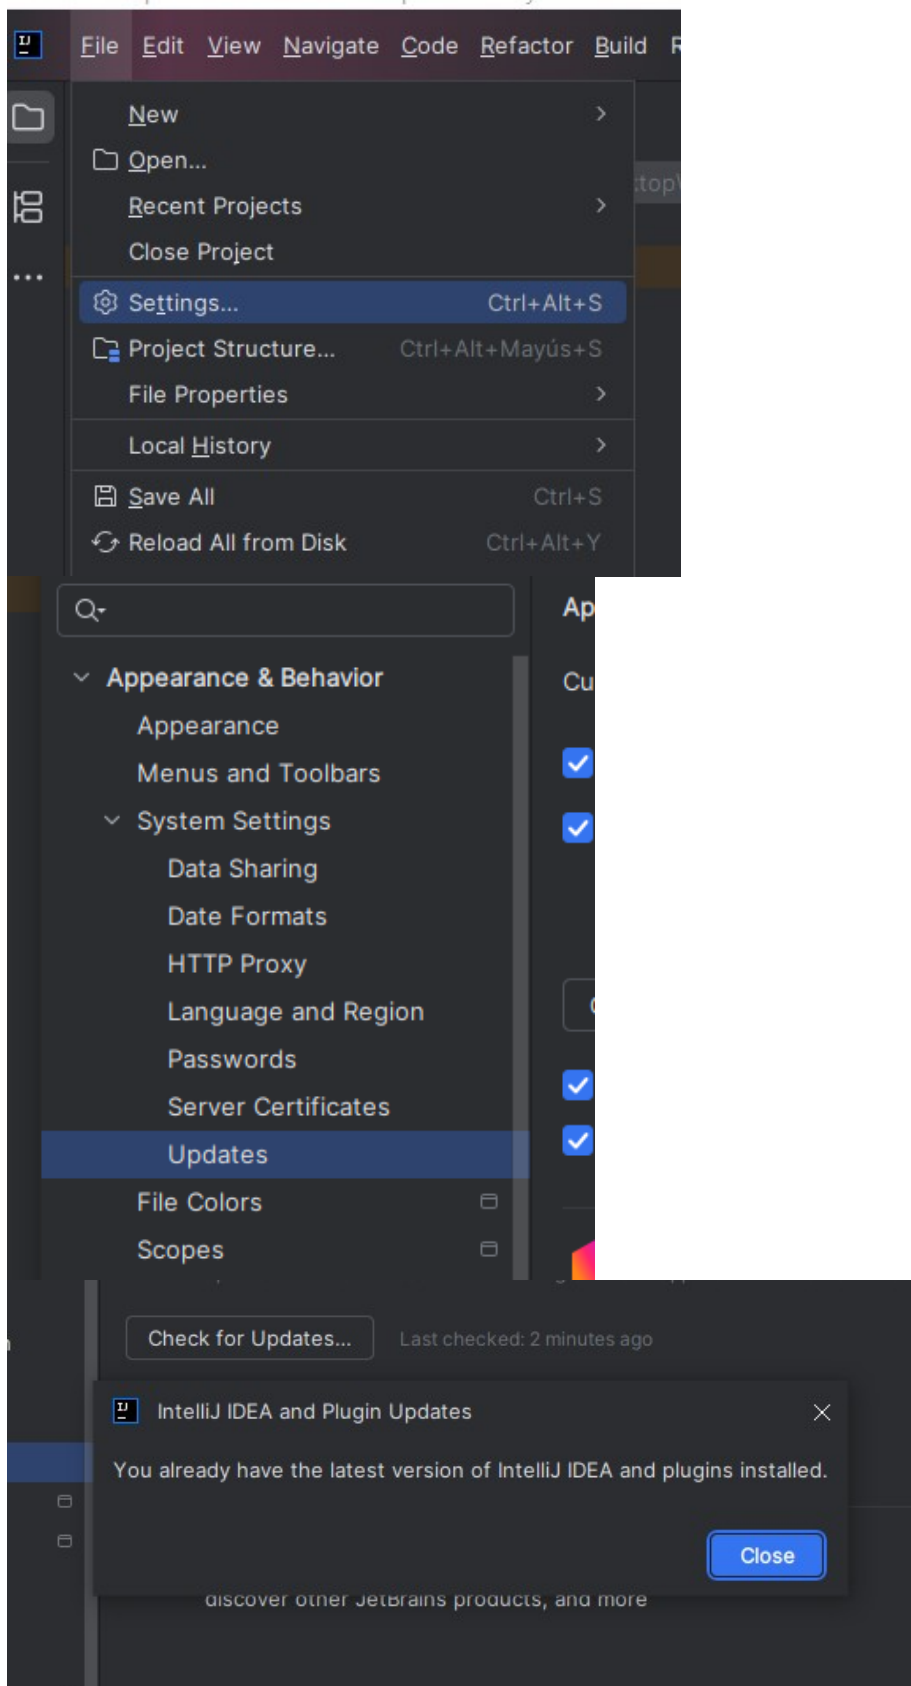 File Edit View Navigate Code Refactor Build
New
Open...
Recent Projects
Close Project
Settings... Ctrl+Alt+S
Project Structure... Ctrl+Alt+Mayús+S
File Properties
Local History
Save All Ctrl+S
Reload All from Disk Ctrl+Alt+Y
Ap
Appearance & Behavior
Cu
Appearance
Menus and Toolbars
System Settings
Data Sharing
Date Formats
HTTP Proxy
Language and Region
Passwords
Server Certificates
Updates
File Colors
Scopes
Check for Updates... Last checked: 2 minutes ago
IntelliJ IDEA and Plugin Updates
You already have the latest version of IntelliJ IDEA and plugins installed.
Close
discover other JetBrains products, and more